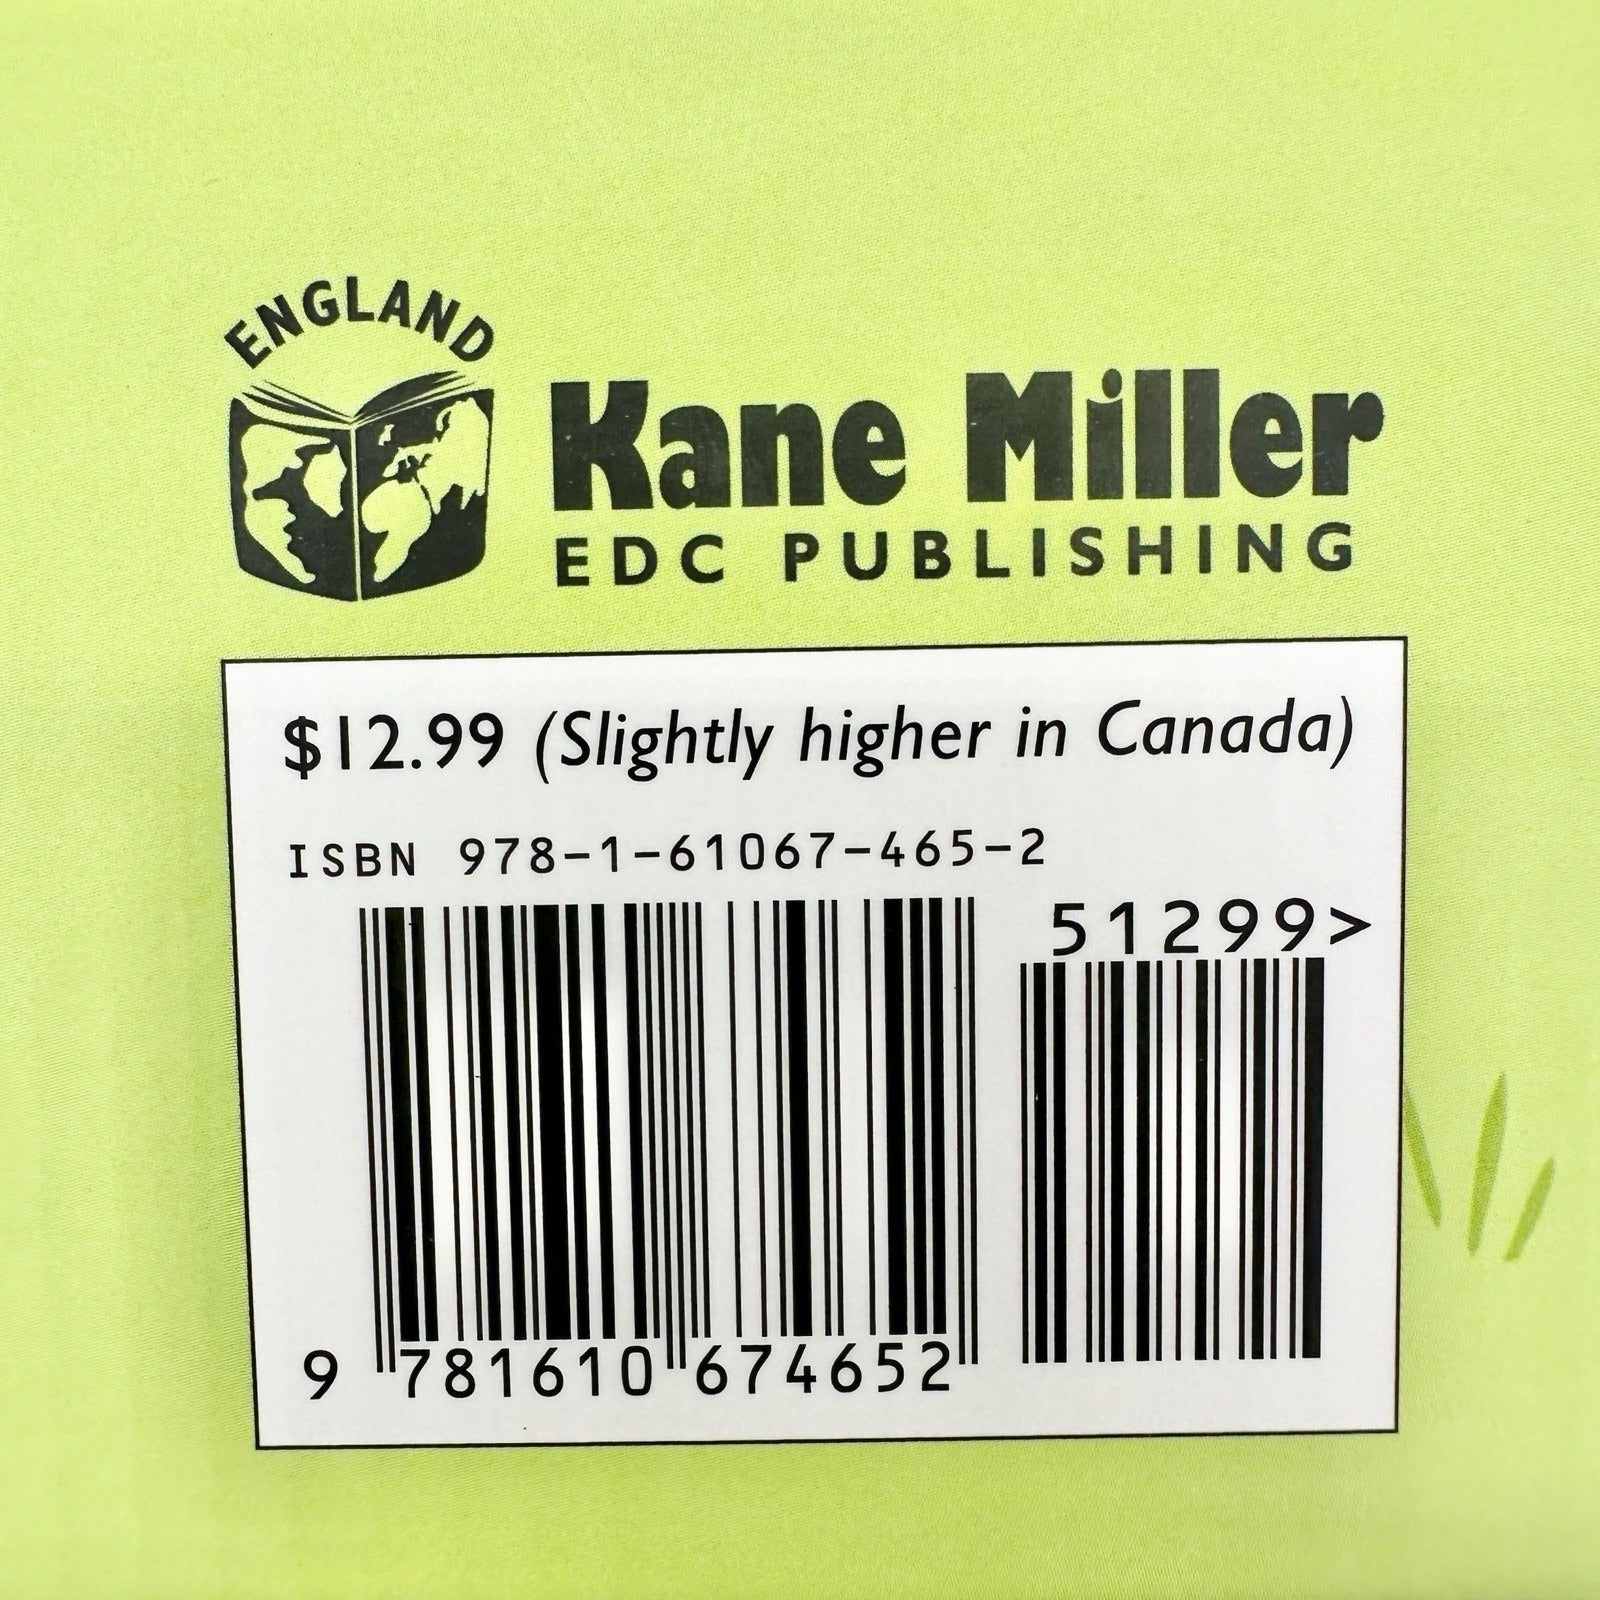 ENGLAND
Kane Miller
EDC PUBLISHING
$12.99 (Slightly higher in Canada)
ISBN 978-1-61067-465-2
51299>
9 781610 674652